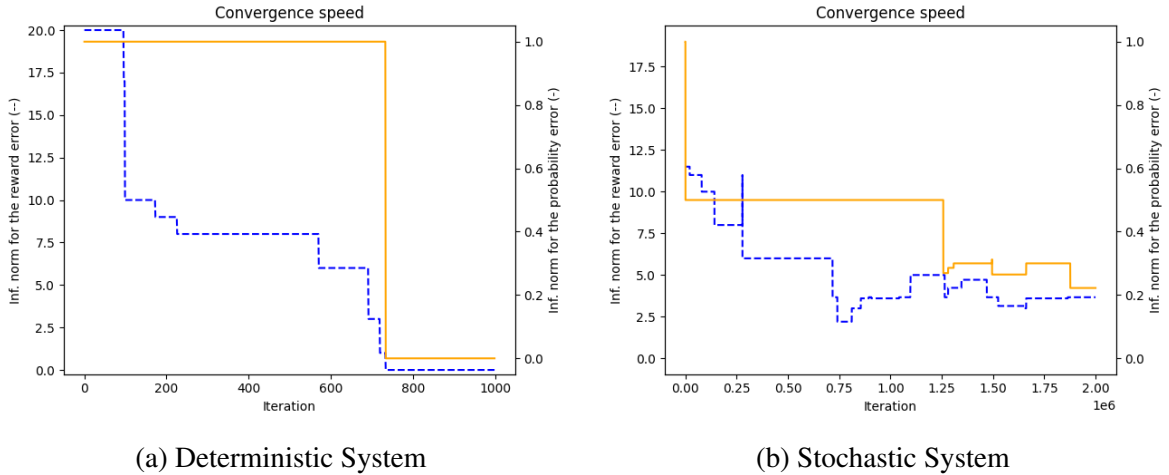 Convergence speed
20.0
17.5
15.0
12.5
10.0
7.5
5.0
2.5
0.0
Inf. norm for the reward error (--)
1.0
0.8
0.6
0.4
0.2
0.0
Inf. norm for the probability error (-)
0 200 400 600 800 1000
Iteration
(a) Deterministic System
Convergence speed
17.5
15.0
12.5
10.0
7.5
5.0
2.5
0.0
Inf. norm for the reward error (--)
1.0
0.8
0.6
0.4
0.2
0.0
Inf. norm for the probability error (-)
0.00 0.25 0.50 0.75 1.00 1.25 1.50 1.75 2.00
1e6
Iteration
(b) Stochastic System